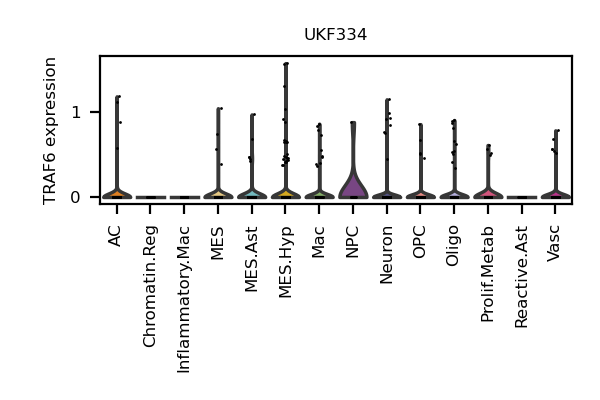 UKF334
TRAF6 expression
1
0
AC
Chromatin.Reg
Inflammatory.Mac
MES
MES.Ast
MES.Hyp
Mac
NPC
Neuron
OPC
Oligo
Prolif.Metab
Reactive.Ast
Vasc